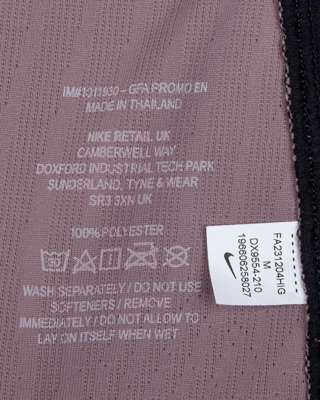 IM#1011930 - GFA PROMO EN
MADE IN THAILAND
NIKE RETAIL UK
CAMBERWELL WAY
DOXFORD INDUSTRIAL TECH PARK
SUNDERLAND, TYNE & WEAR
SR3 3XN UK
100% POLYESTER
WASH SEPARATELY / DO NOT USE
SOFTENERS / REMOVE
IMMEDIATELY / DO NOT ALLOW TO
LAY ON ITSELF WHEN WET
FA231204HIG
M
DX9554-210
196606258027